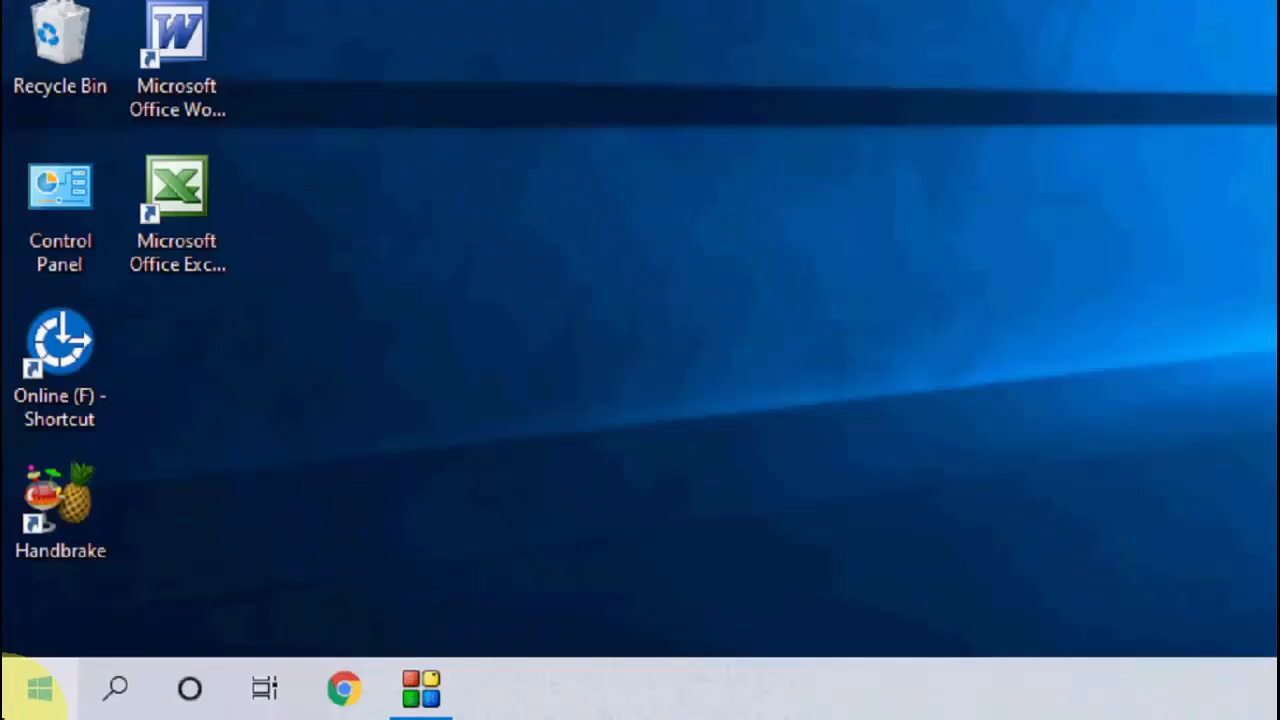 Recycle Bin
Microsoft
Office Wo...
Control
Panel
Microsoft
Office Exc...
Online (F) -
Shortcut
Handbrake